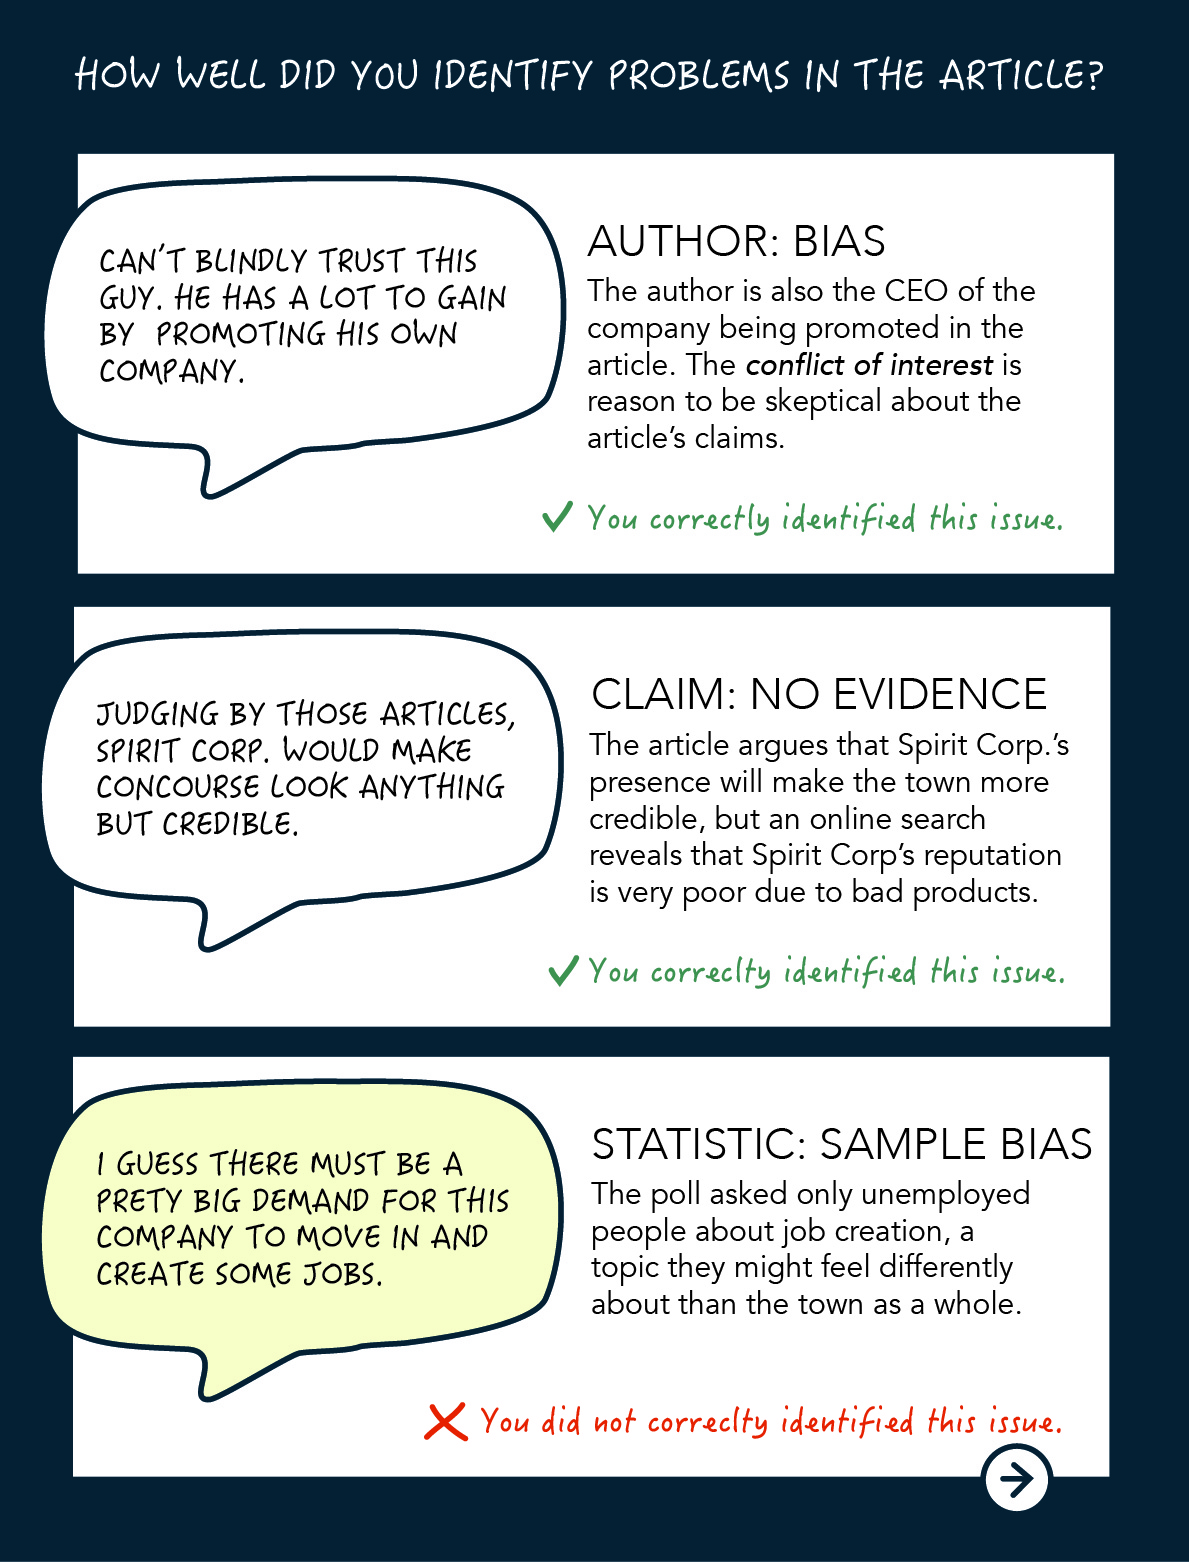 HOW WELL DID YOU IDENTIFY PROBLEMS IN THE ARTICLE?
CAN'T BLINDLY TRUST THIS
GUY. HE HAS A LOT TO GAIN
BY PROMOTING HIS OWN
COMPANY.
AUTHOR: BIAS
The author is also the CEO of the
company being promoted in the
article. The conflict of interest is
reason to be skeptical about the
article's claims.
You correctly identified this issue.
JUDGING BY THOSE ARTICLES,
SPIRIT CORP. WOULD MAKE
CONCOURSE LOOK ANYTHING
BUT CREDIBLE.
CLAIM: NO EVIDENCE
The article argues that Spirit Corp.'s
presence will make the town more
credible, but an online search
reveals that Spirit Corp's reputation
is very poor due to bad products.
You correclty identified this issue.
I GUESS THERE MUST BE A
PRETY BIG DEMAND FOR THIS
COMPANY TO MOVE IN AND
CREATE SOME JOBS.
STATISTIC: SAMPLE BIAS
The poll asked only unemployed
people about job creation, a
topic they might feel differently
about than the town as a whole.
You did not correclty identified this issue.